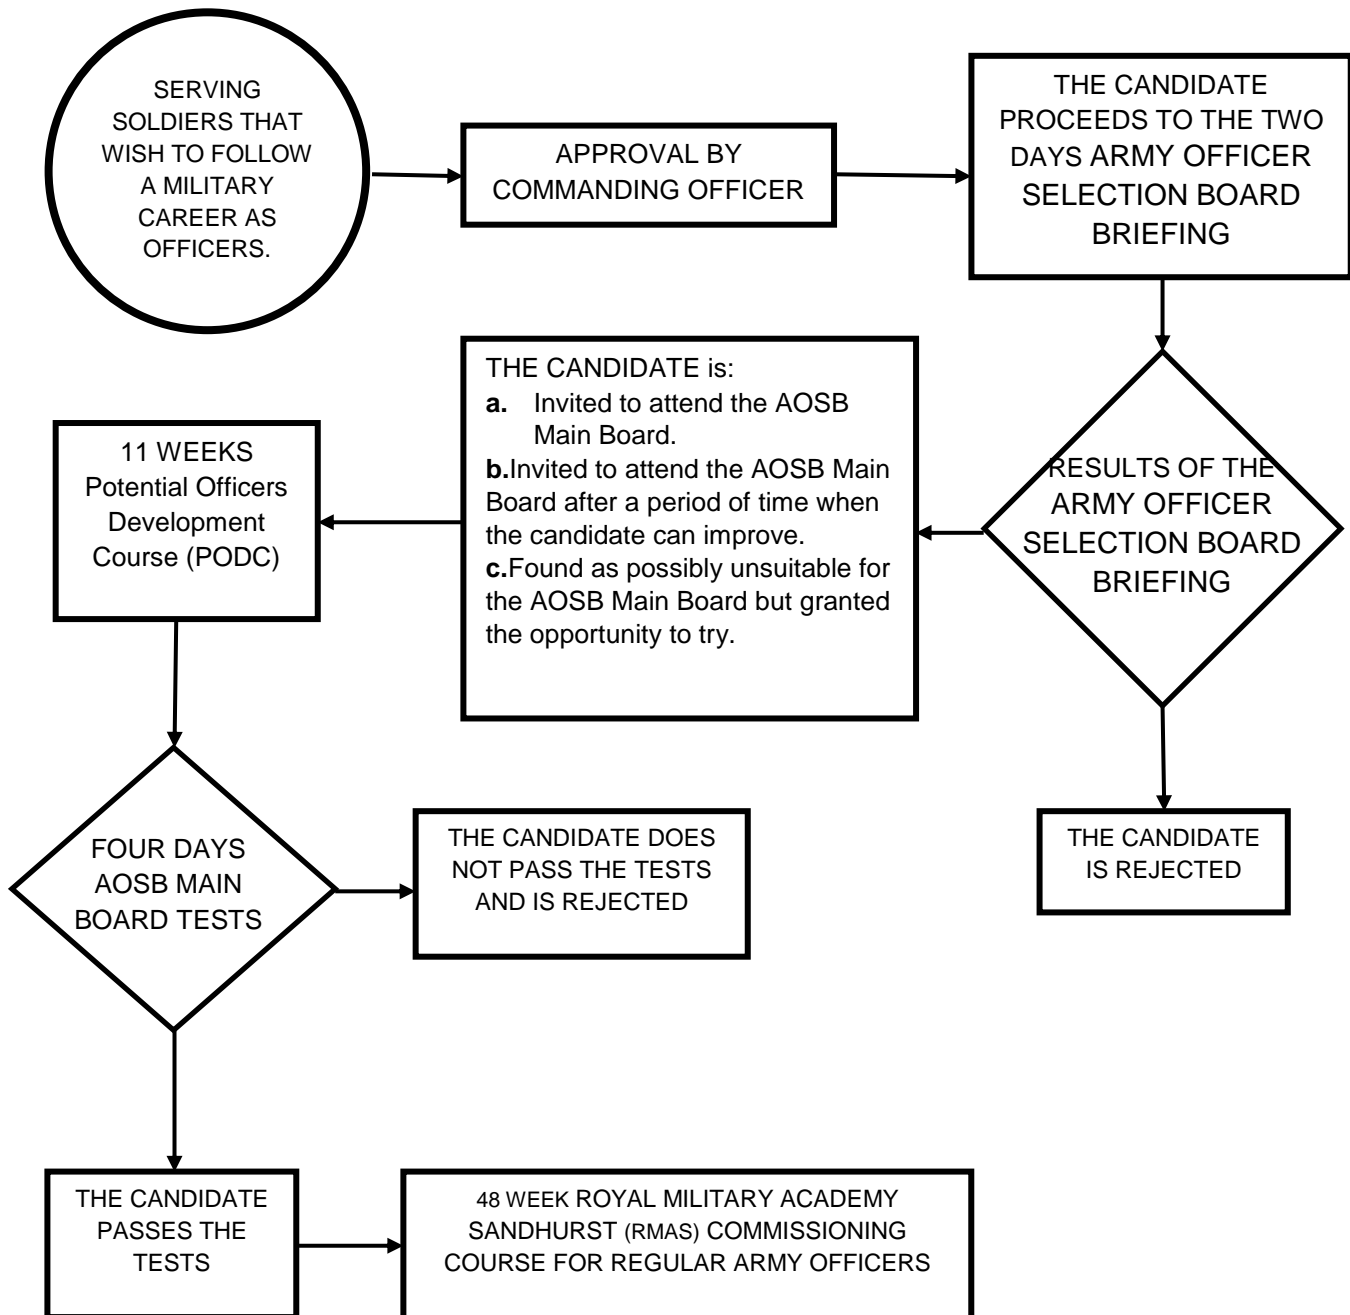 SERVING
SOLDIERS THAT
WISH TO FOLLOW
A MILITARY
CAREER AS
OFFICERS.
APPROVAL BY
COMMANDING OFFICER
THE CANDIDATE
PROCEEDS TO THE TWO
DAYS ARMY OFFICER
SELECTION BOARD
BRIEFING
RESULTS OF THE
ARMY OFFICER
SELECTION BOARD
BRIEFING
THE CANDIDATE
IS REJECTED
THE CANDIDATE is:
a. Invited to attend the AOSB
Main Board.
b.Invited to attend the AOSB Main
Board after a period of time when
the candidate can improve.
c.Found as possibly unsuitable for
the AOSB Main Board but granted
the opportunity to try.
11 WEEKS
Potential Officers
Development
Course (PODC)
FOUR DAYS
AOSB MAIN
BOARD TESTS
THE CANDIDATE DOES
NOT PASS THE TESTS
AND IS REJECTED
THE CANDIDATE
PASSES THE
TESTS
48 WEEK ROYAL MILITARY ACADEMY
SANDHURST (RMAS) COMMISSIONING
COURSE FOR REGULAR ARMY OFFICERS